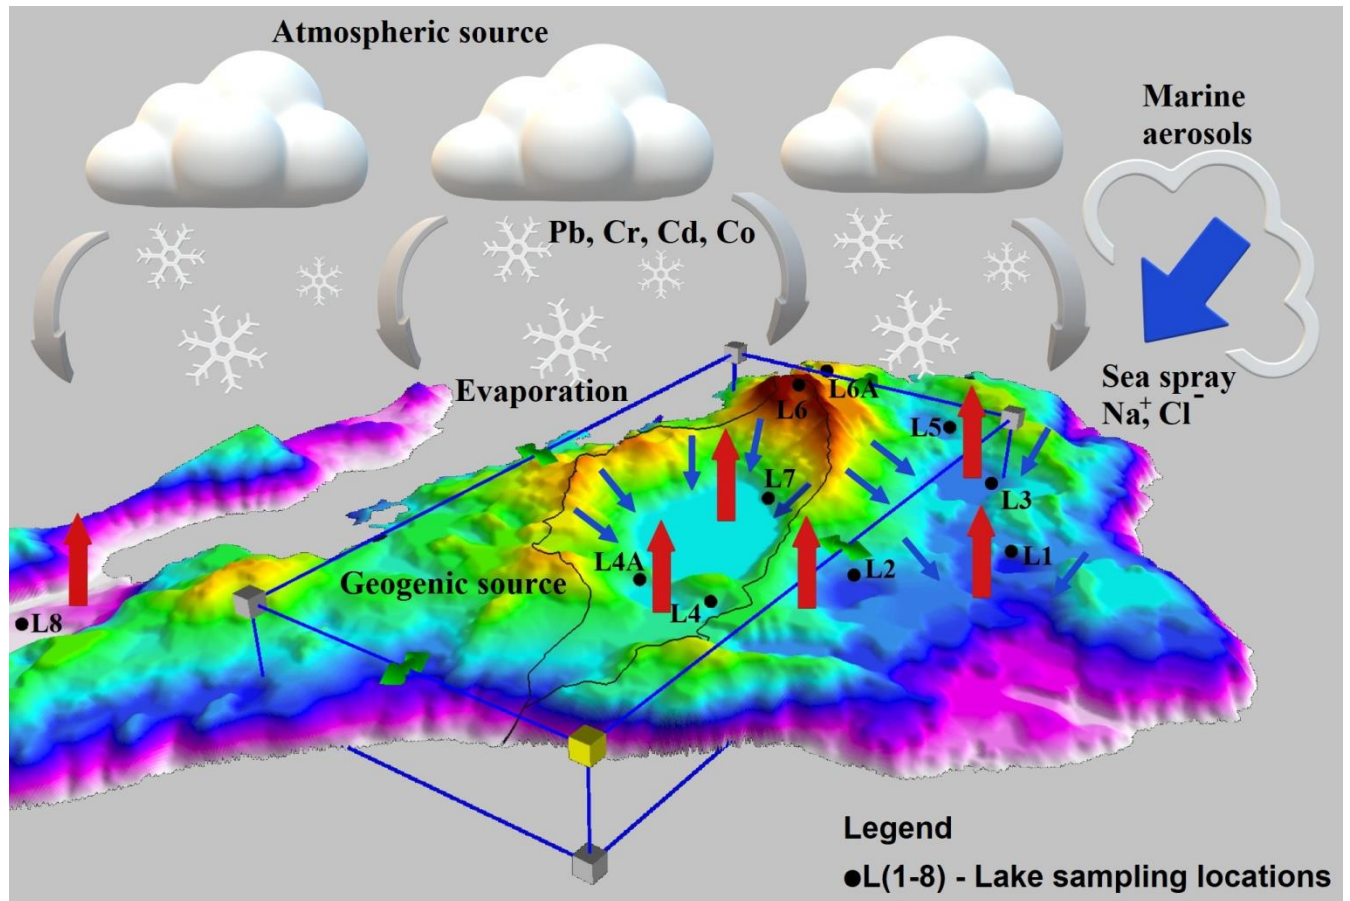 Atmospheric source
Marine
aerosols
Pb, Cr, Cd, Co
Evaporation
Sea spray
Na⁺, Cl⁻
L6A
L6
L5
L7
L3
L4A
Geogenic source
L2
L1
L4
L8
Legend
●L(1-8) - Lake sampling locations